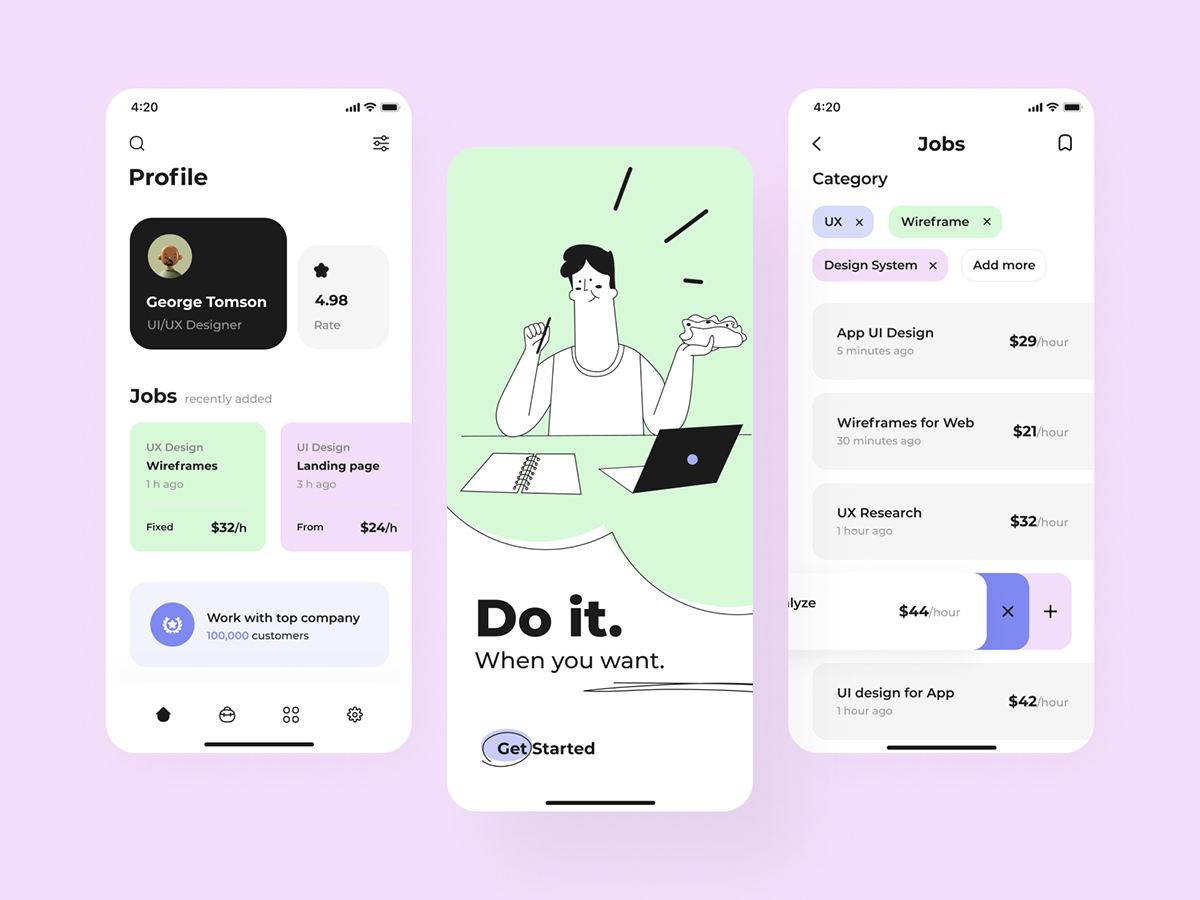 4:20
Profile
George Tomson
UI/UX Designer
4.98
Rate
Jobs recently added
UX Design
Wireframes
1 h ago
Fixed $32/h
UI Design
Landing page
3 h ago
From $24/h
Work with top company
100,000 customers
Do it.
When you want.
Get Started
4:20
Jobs
Category
UX ×
Wireframe ×
Design System ×
Add more
App UI Design
5 minutes ago
$29/hour
Wireframes for Web
30 minutes ago
$21/hour
UX Research
1 hour ago
$32/hour
lyze
$44/hour
UI design for App
1 hour ago
$42/hour